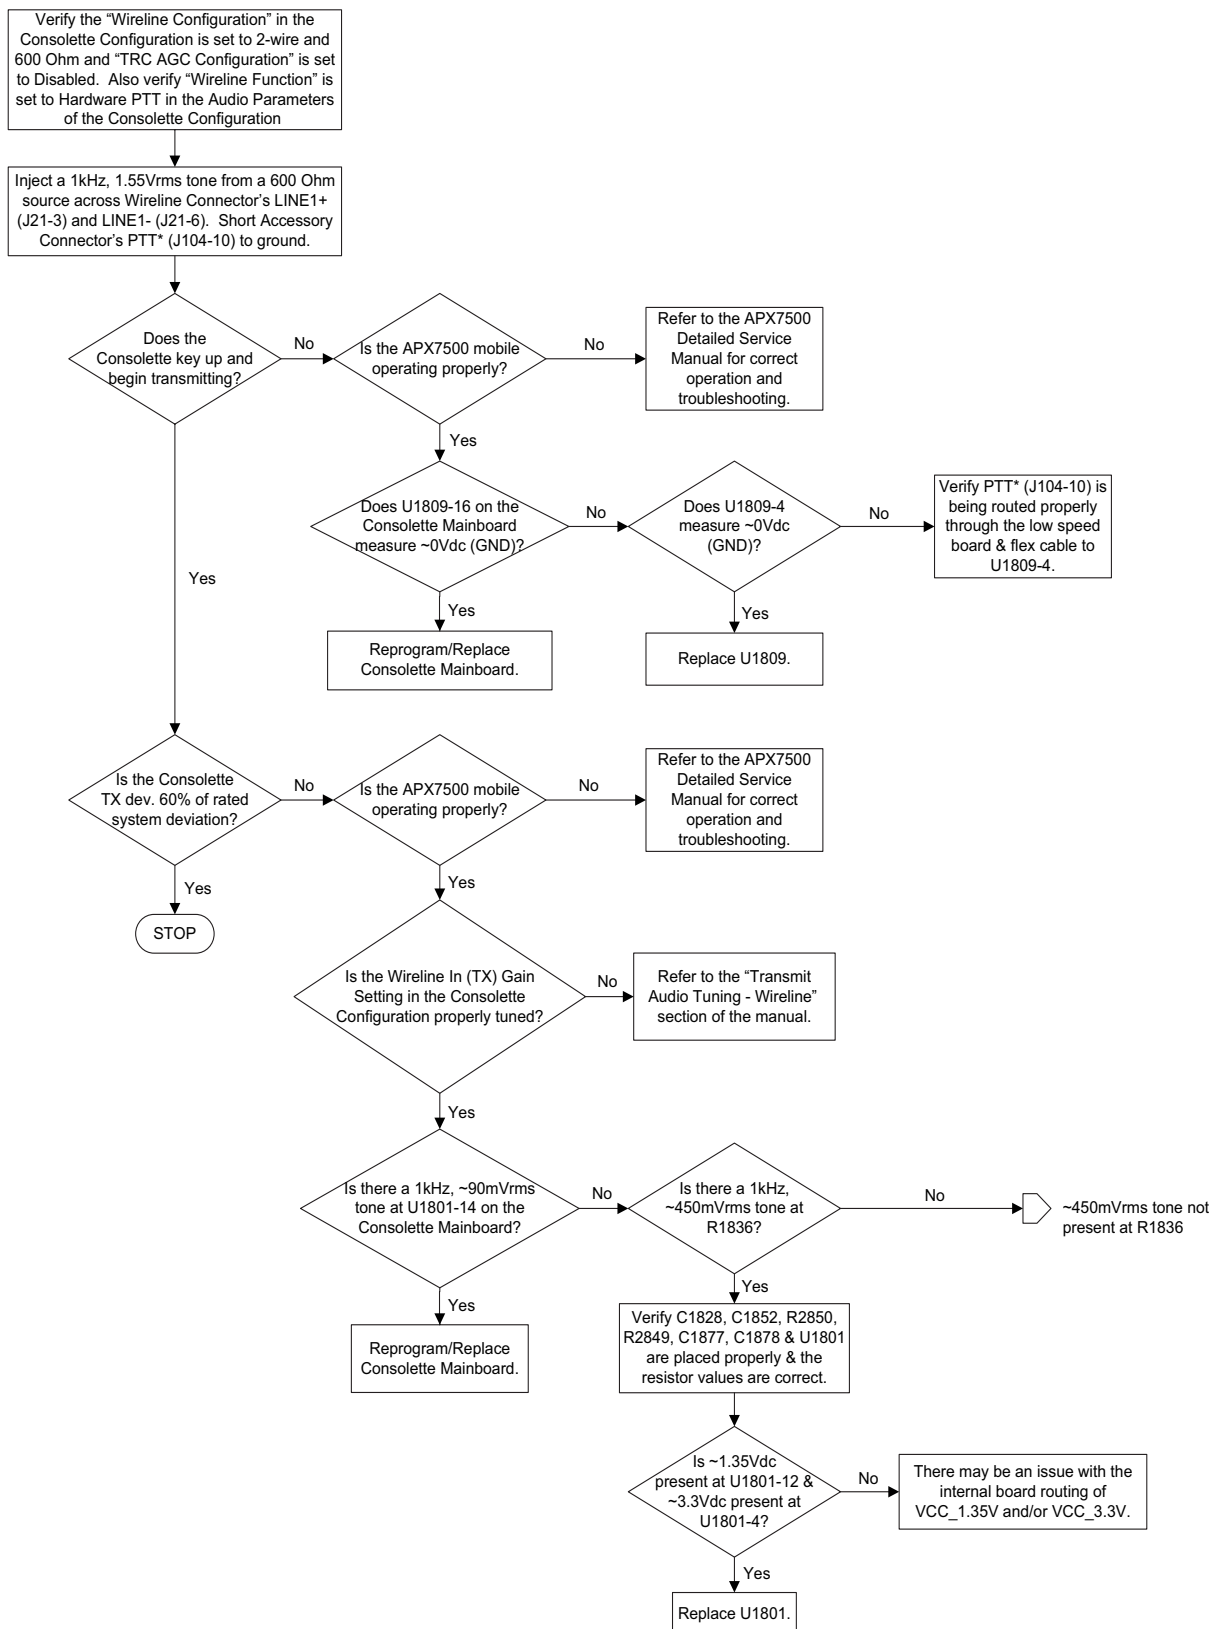 Verify the “Wireline Configuration” in the
Consolette Configuration is set to 2-wire and
600 Ohm and “TRC AGC Configuration” is set
to Disabled.  Also verify “Wireline Function” is
set to Hardware PTT in the Audio Parameters
of the Consolette Configuration
Inject a 1kHz, 1.55Vrms tone from a 600 Ohm
source across Wireline Connector’s LINE1+
(J21-3) and LINE1- (J21-6).  Short Accessory
Connector’s PTT* (J104-10) to ground.
Does the
Consolette key up and
begin transmitting?
No
Is the APX7500 mobile
operating properly?
No
Refer to the APX7500
Detailed Service
Manual for correct
operation and
troubleshooting.
Yes
Does U1809-16 on the
Consolette Mainboard
measure ~0Vdc (GND)?
No
Does U1809-4
measure ~0Vdc
(GND)?
No
Verify PTT* (J104-10) is
being routed properly
through the low speed
board & flex cable to
U1809-4.
Yes
Yes
Yes
Reprogram/Replace
Consolette Mainboard.
Replace U1809.
Is the Consolette
TX dev. 60% of rated
system deviation?
No
Is the APX7500 mobile
operating properly?
No
Refer to the APX7500
Detailed Service
Manual for correct
operation and
troubleshooting.
Yes
Yes
STOP
Is the Wireline In (TX) Gain
Setting in the Consolette
Configuration properly tuned?
No
Refer to the “Transmit
Audio Tuning - Wireline”
section of the manual.
Yes
Is there a 1kHz, ~90mVrms
tone at U1801-14 on the
Consolette Mainboard?
No
Is there a 1kHz,
~450mVrms tone at
R1836?
No
~450mVrms tone not
present at R1836
Yes
Yes
Reprogram/Replace
Consolette Mainboard.
Verify C1828, C1852, R2850,
R2849, C1877, C1878 & U1801
are placed properly & the
resistor values are correct.
Is ~1.35Vdc
present at U1801-12 &
~3.3Vdc present at
U1801-4?
No
There may be an issue with the
internal board routing of
VCC_1.35V and/or VCC_3.3V.
Yes
Replace U1801.